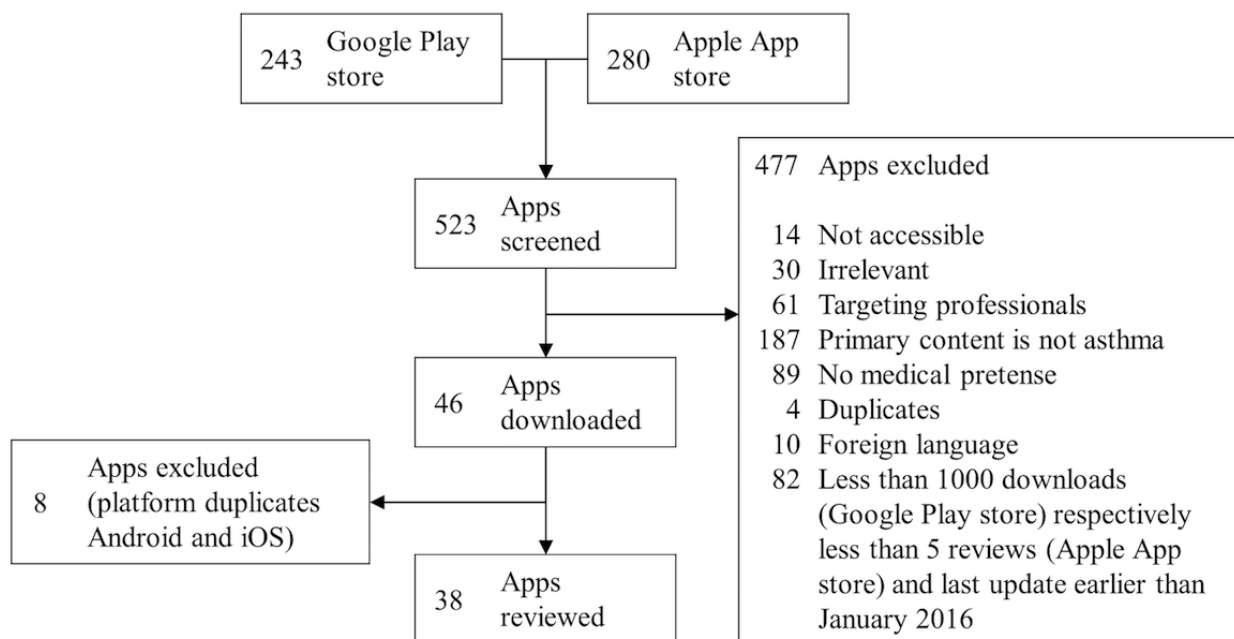 243 Google Play store
280 Apple App store
523 Apps screened
477 Apps excluded
14 Not accessible
30 Irrelevant
61 Targeting professionals
187 Primary content is not asthma
89 No medical pretense
4 Duplicates
10 Foreign language
82 Less than 1000 downloads
(Google Play store) respectively
less than 5 reviews (Apple App
store) and last update earlier than
January 2016
46 Apps downloaded
8 Apps excluded
(platform duplicates
Android and iOS)
38 Apps reviewed